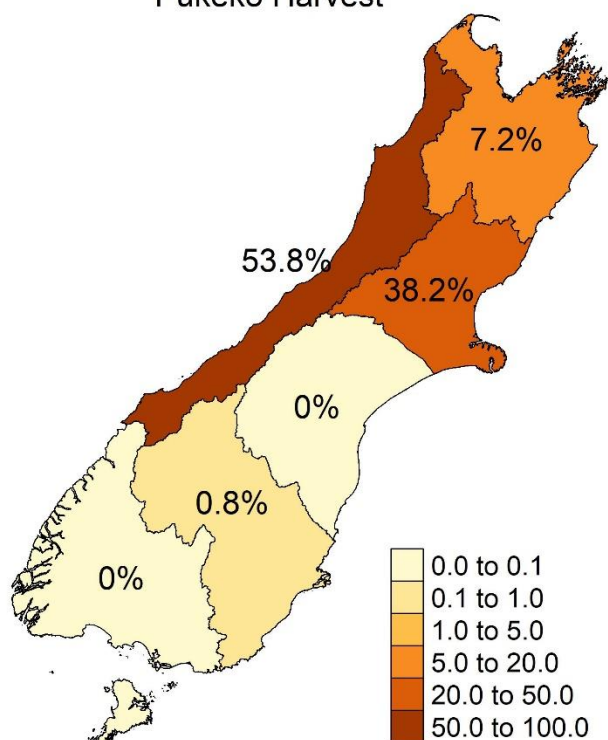 Pukeko Harvest
7.2%
53.8%
38.2%
0%
0.8%
0%
0.0 to 0.1
0.1 to 1.0
1.0 to 5.0
5.0 to 20.0
20.0 to 50.0
50.0 to 100.0